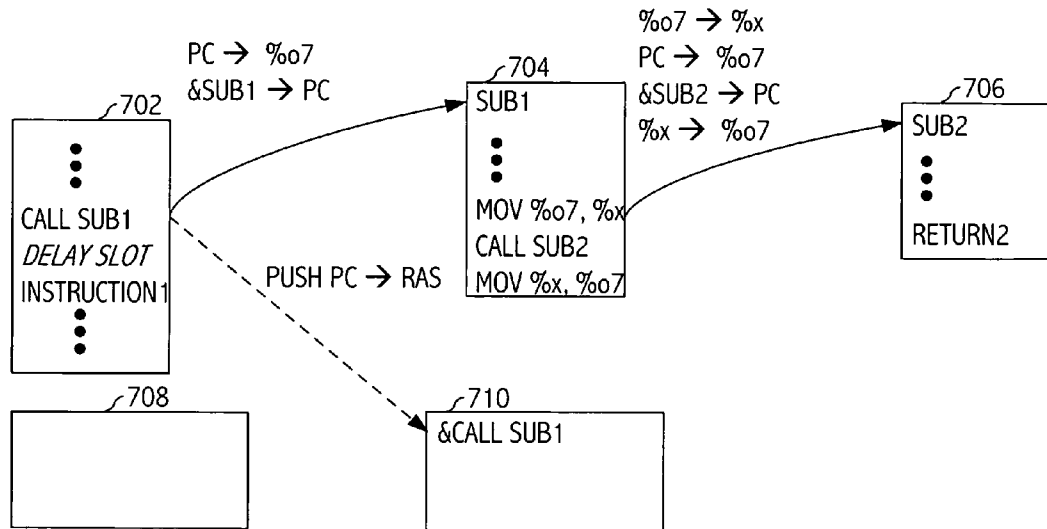 PC → %o7
&SUB1 → PC
%o7 → %x
PC → %o7
&SUB2 → PC
%x → %o7
702
CALL SUB1
DELAY SLOT
INSTRUCTION1
704
SUB1
MOV %o7, %x
CALL SUB2
MOV %x, %o7
706
SUB2
RETURN2
PUSH PC → RAS
708
710
&CALL SUB1